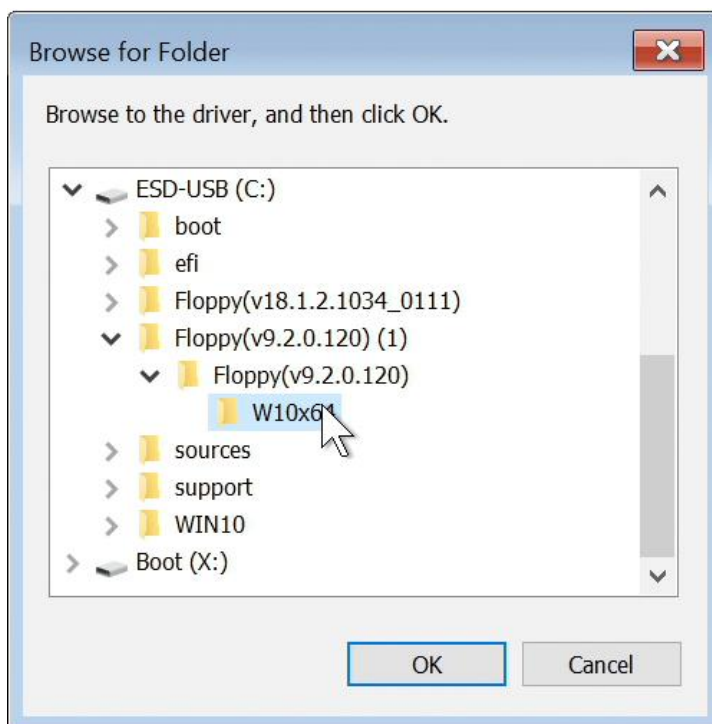 Browse for Folder
Browse to the driver, and then click OK.
ESD-USB (C:)
boot
efi
Floppy(v18.1.2.1034_0111)
Floppy(v9.2.0.120) (1)
Floppy(v9.2.0.120)
W10x64
sources
support
WIN10
Boot (X:)
OK
Cancel